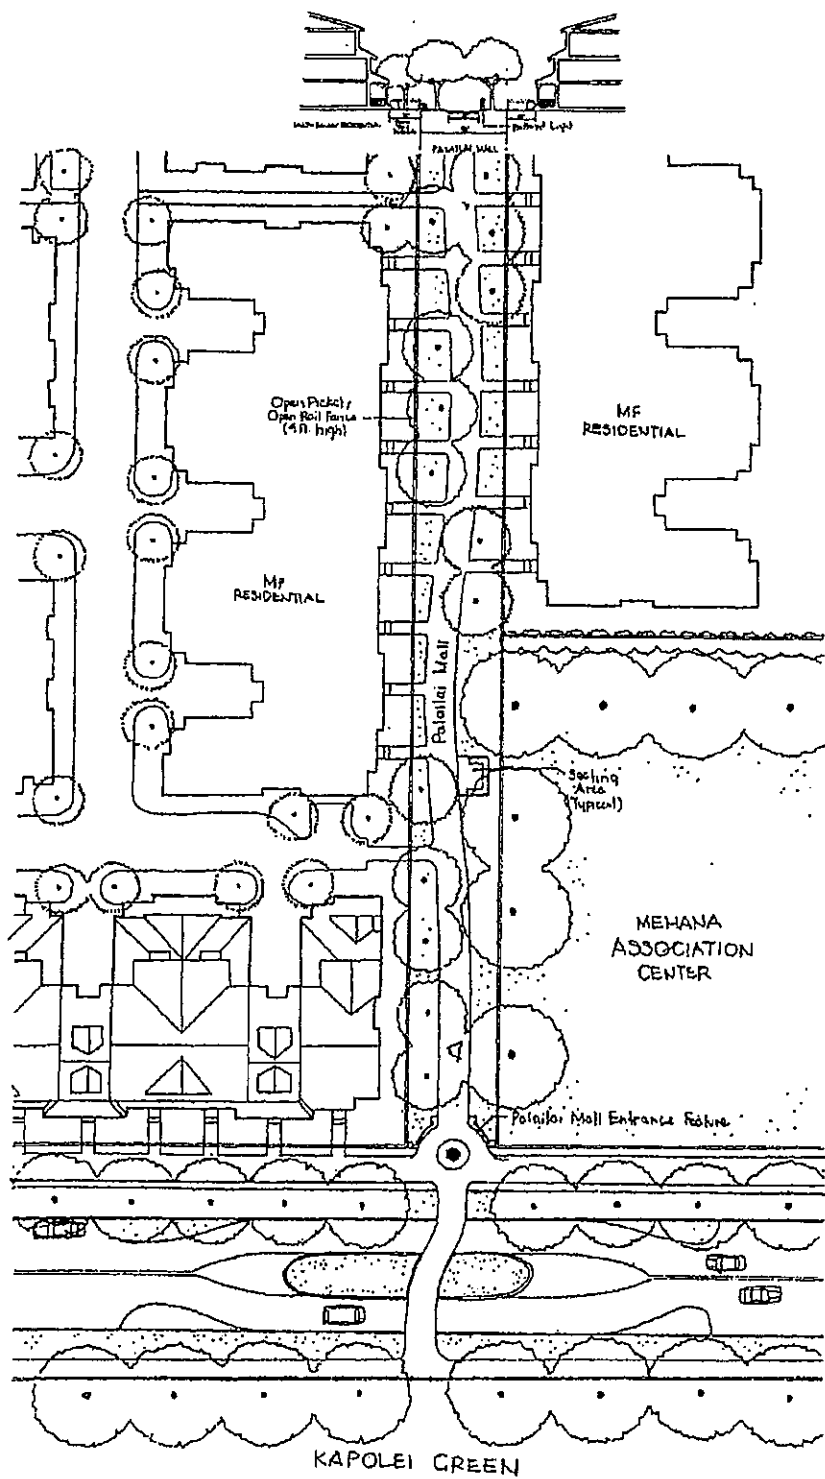 PALAILAI MALL
Open Picket/
Open Rail Fence
(4 ft. high)
MF
RESIDENTIAL
MF
RESIDENTIAL
Palailai Mall
Seating
Area
(Typical)
MEHANA
ASSOCIATION
CENTER
Palailai Mall Entrance Feature
KAPOLEI GREEN